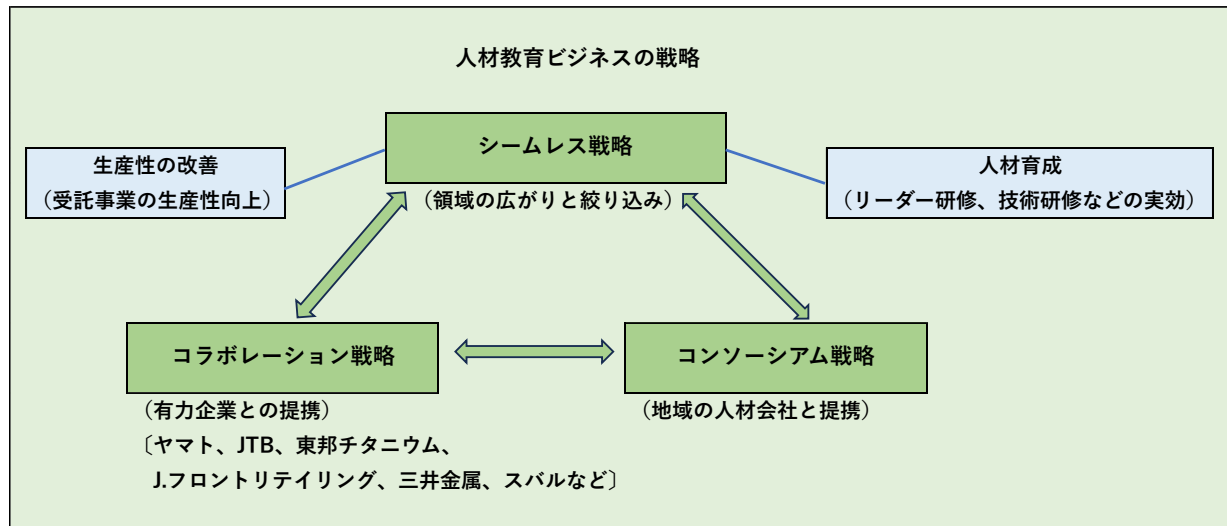 人材教育ビジネスの戦略
シームレス戦略
（領域の広がりと絞り込み）
生産性の改善
（受託事業の生産性向上）
人材育成
（リーダー研修、技術研修などの実効）
コラボレーション戦略
（有力企業との提携）
〔ヤマト、JTB、東邦チタニウム、
J.フロントリテイリング、三井金属、スバルなど〕
コンソーシアム戦略
（地域の人材会社と提携）